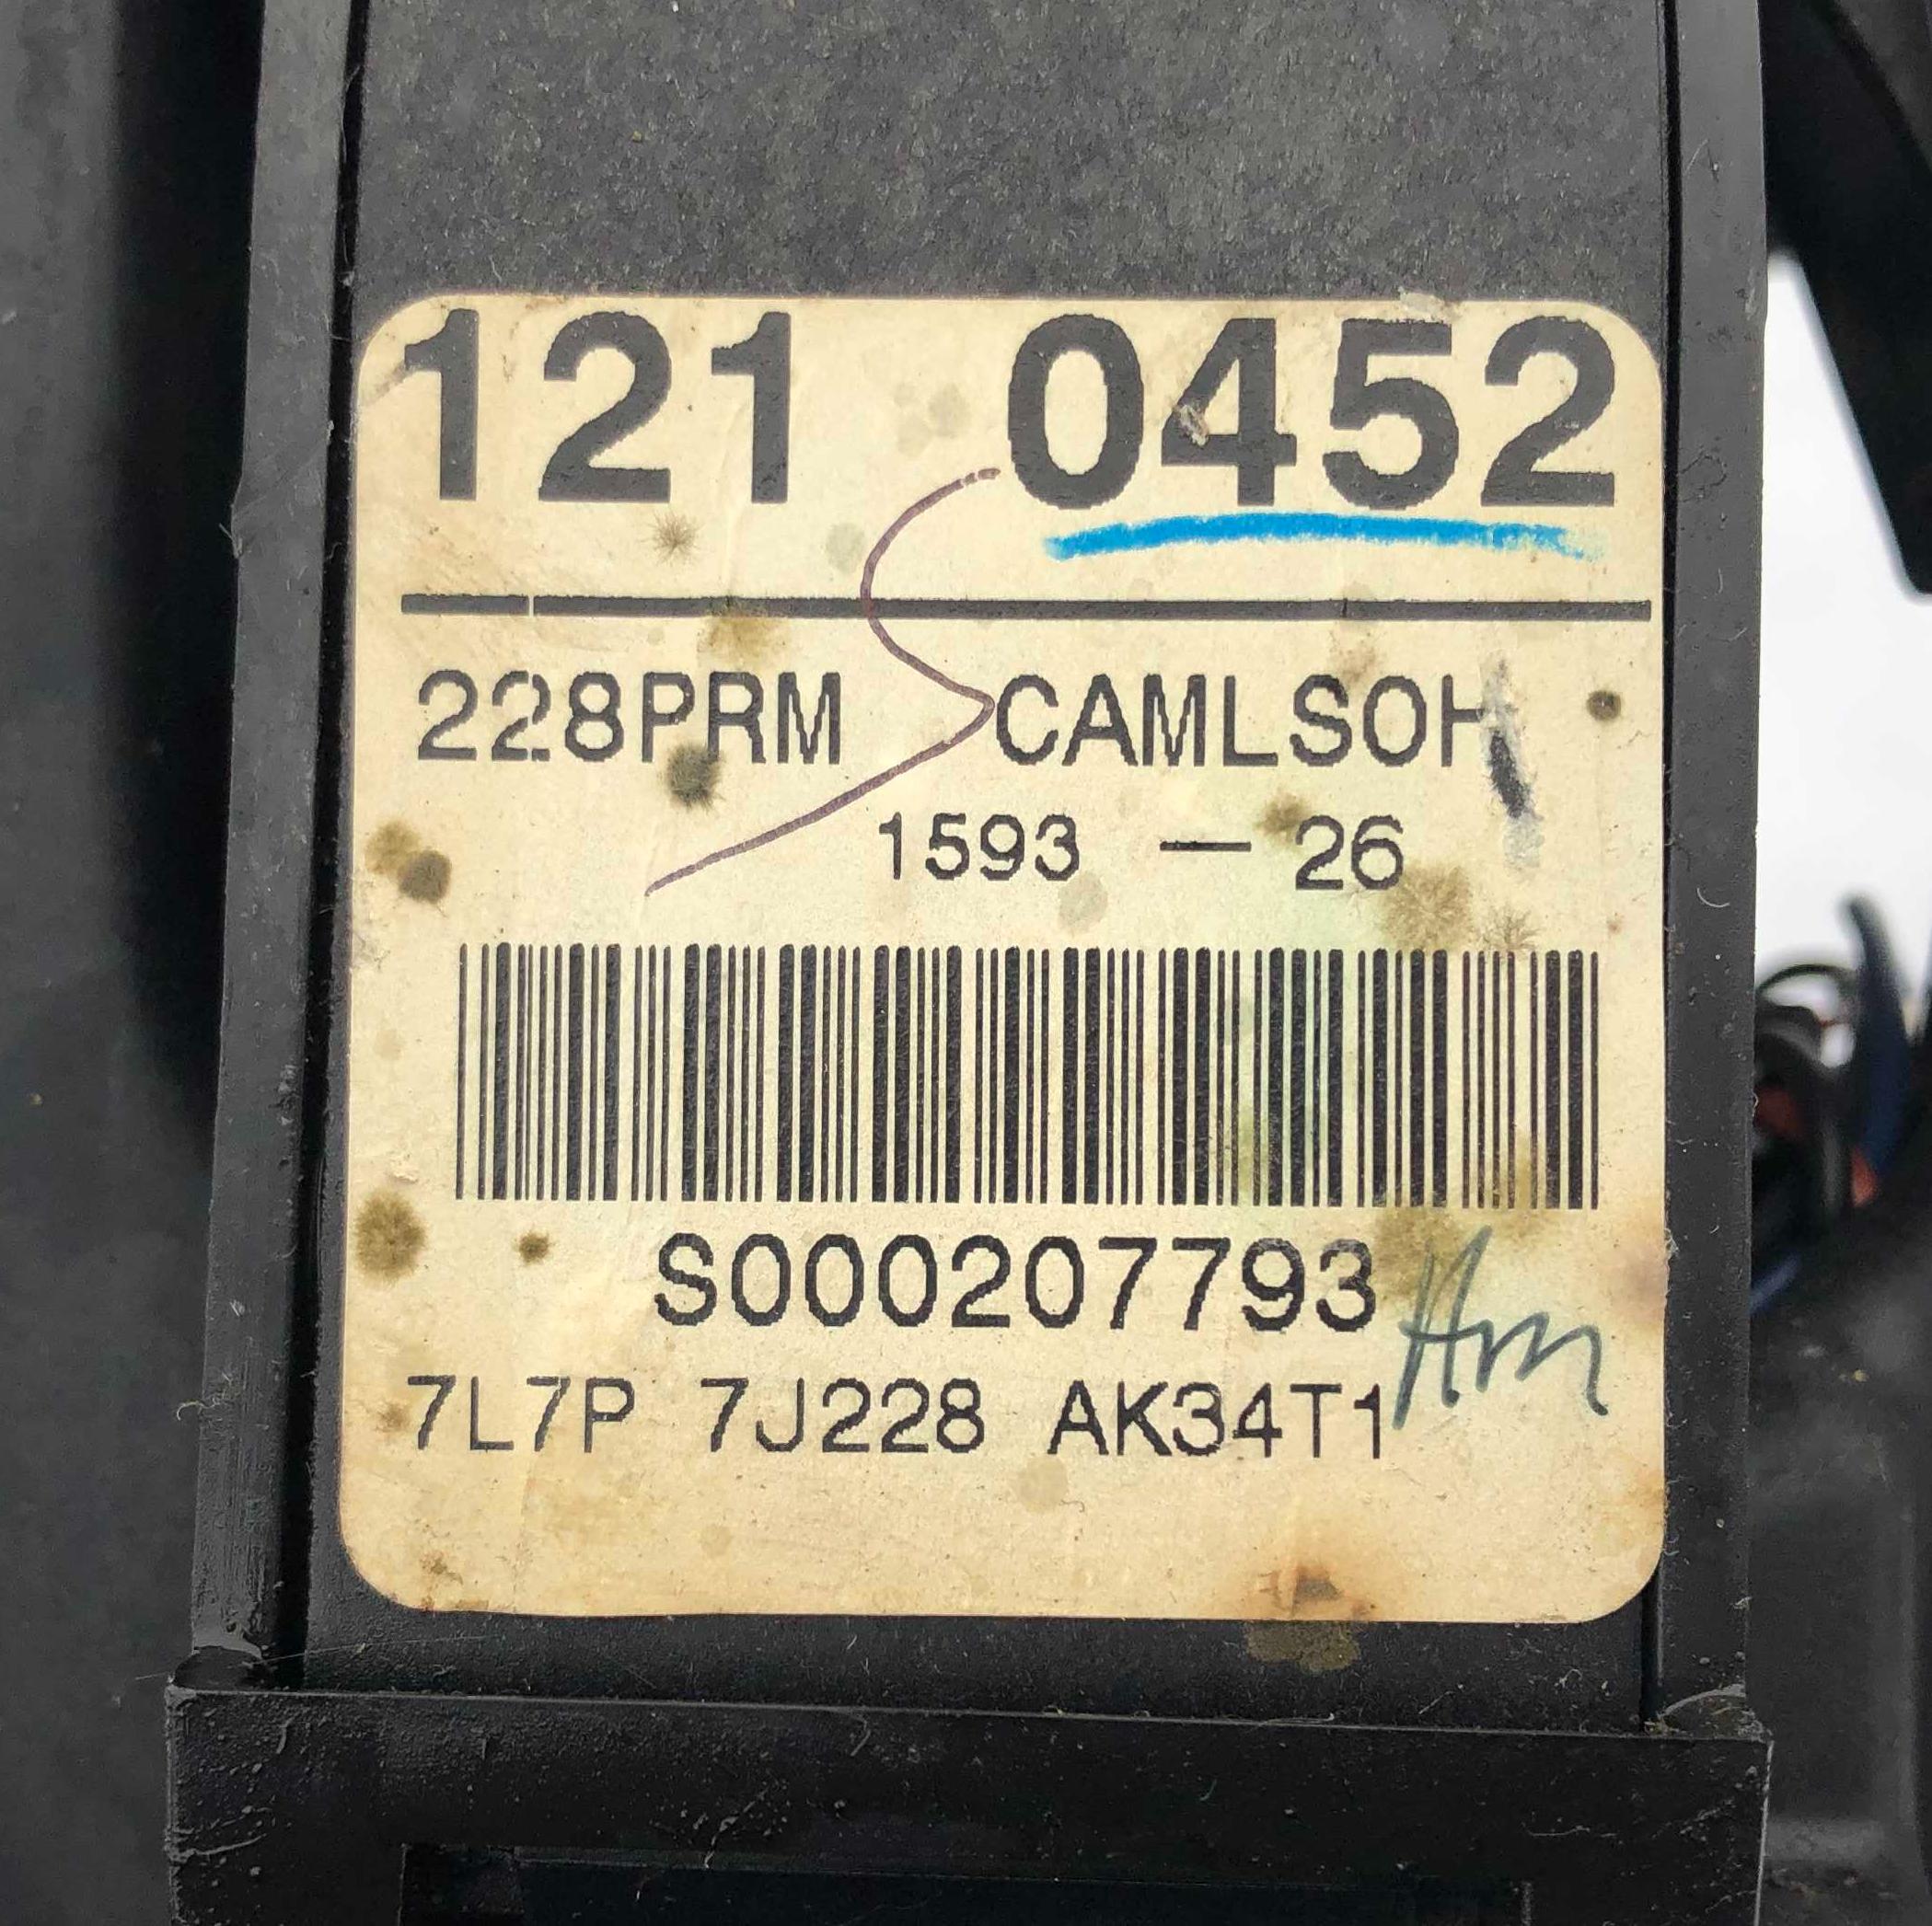 121 0452
228PRM CAMLSOH
1593 — 26
S000207793
7L7P 7J228 AK34T1